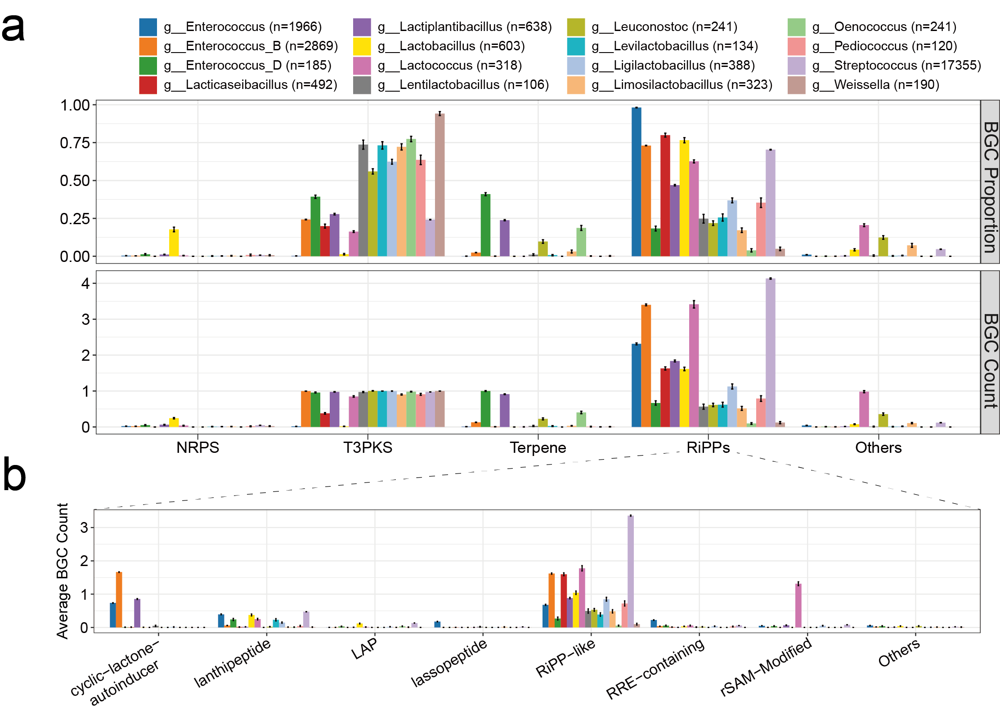 a
g__Enterococcus (n=1966)
g__Enterococcus_B (n=2869)
g__Enterococcus_D (n=185)
g__Lacticaseibacillus (n=492)
g__Lactiplantibacillus (n=638)
g__Lactobacillus (n=603)
g__Lactococcus (n=318)
g__Lentilactobacillus (n=106)
g__Leuconostoc (n=241)
g__Levilactobacillus (n=134)
g__Ligilactobacillus (n=388)
g__Limosilactobacillus (n=323)
g__Oenococcus (n=241)
g__Pediococcus (n=120)
g__Streptococcus (n=17355)
g__Weissella (n=190)
1.00
0.75
0.50
0.25
0.00
BGC Proportion
4
3
2
1
0
BGC Count
NRPS
T3PKS
Terpene
RiPPs
Others
b
Average BGC Count
3
2
1
0
cyclic−lactone−
autoinducer
lanthipeptide
LAP
lassopeptide
RiPP−like
RRE−containing
rSAM−Modified
Others